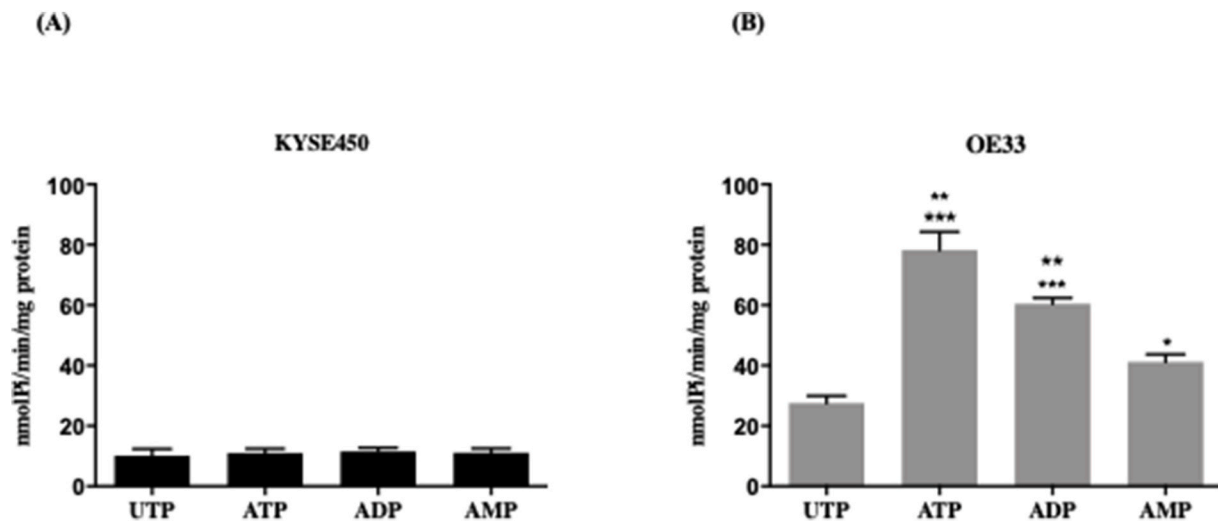 (A)
KYSE450
nmolPi/min/mg protein
100
80
60
40
20
0
UTP ATP ADP AMP
(B)
OE33
nmolPi/min/mg protein
100
80
60
40
20
0
**
***
**
***
*
UTP ATP ADP AMP